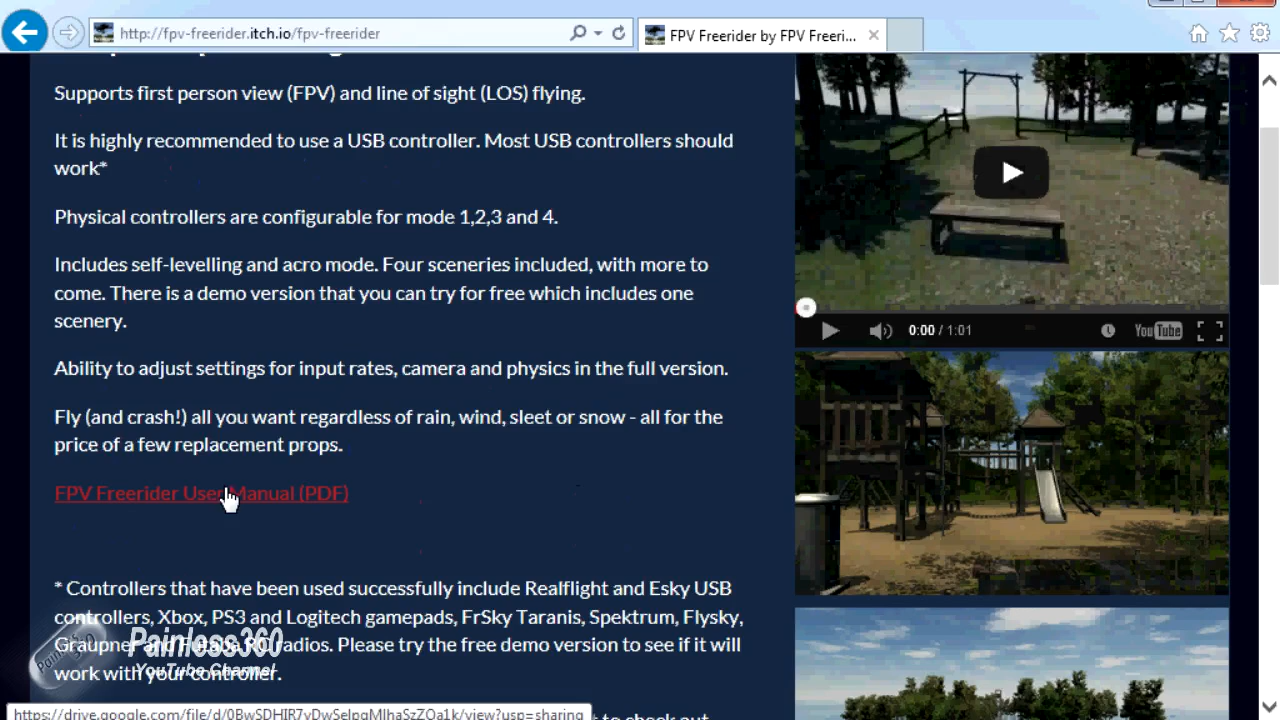 http://fpv-freerider.itch.io/fpv-freerider
FPV Freerider by FPV Freeri...
Supports first person view (FPV) and line of sight (LOS) flying.
It is highly recommended to use a USB controller. Most USB controllers should
work*
Physical controllers are configurable for mode 1,2,3 and 4.
Includes self-levelling and acro mode. Four sceneries included, with more to
come. There is a demo version that you can try for free which includes one
scenery.
Ability to adjust settings for input rates, camera and physics in the full version.
Fly (and crash!) all you want regardless of rain, wind, sleet or snow - all for the
price of a few replacement props.
FPV Freerider User Manual (PDF)
* Controllers that have been used successfully include Realflight and Esky USB
controllers, Xbox, PS3 and Logitech gamepads, FrSky Taranis, Spektrum, Flysky,
Graupner and Futaba RC radios. Please try the free demo version to see if it will
work with your controller.
to check out
0:00 / 1:01
YouTube
Painless360
YouTube Channel